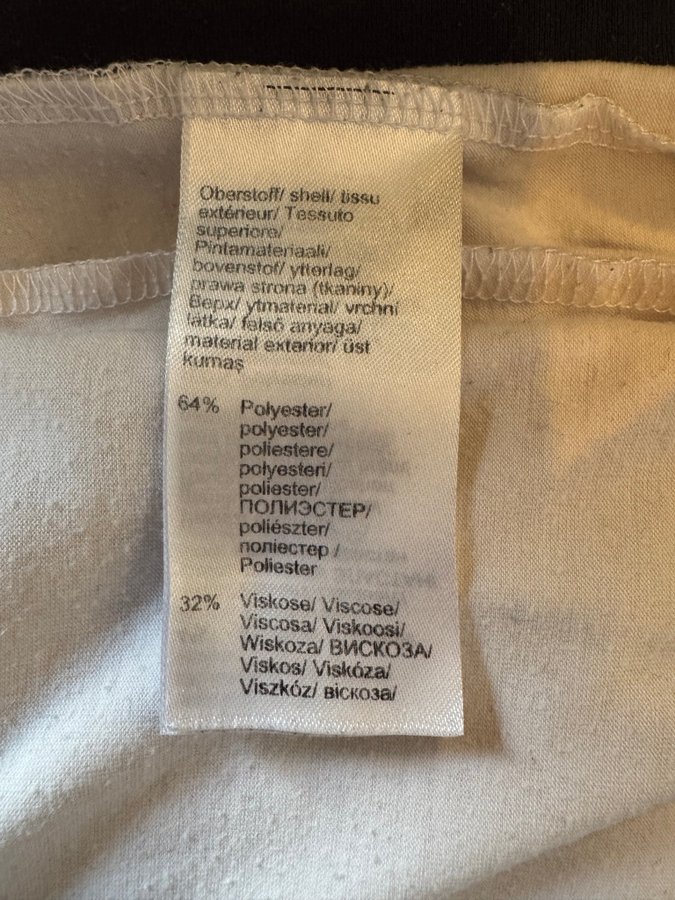 Oberstoff/ shell/ tissu
extérieur/ Tessuto
superiore/
Pintamateriaali/
bovenstof/ ytterlag/
prawa strona (tkaniny)/
Верх/ ytmaterial/ vrchní
látka/ felső anyaga/
material exterior/ üst
kumaş
64% Polyester/
polyester/
poliestere/
polyesteri/
poliester/
ПОЛИЭСТЕР/
poliészter/
поліестер /
Poliester
32% Viskose/ Viscose/
Viscosa/ Viskoosi/
Wiskoza/ ВИСКОЗА/
Viskos/ Viskóza/
Viszkóz/ віскоза/